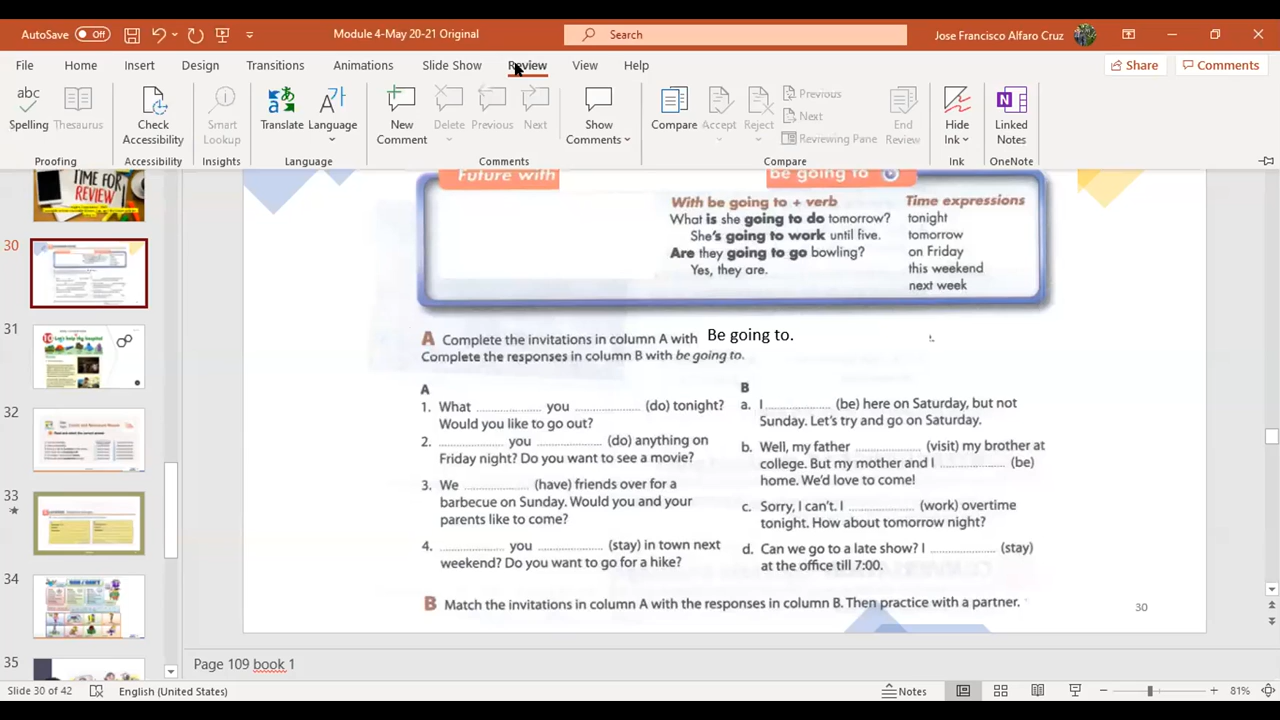 AutoSave Off Module 4-May 20-21 Original Search Jose Francisco Alfaro Cruz
File Home Insert Design Transitions Animations Slide Show Review View Help Share Comments
abc
Spelling Thesaurus Check Accessibility Smart Lookup Translate Language New Comment Delete Previous Next Show Comments Compare Accept Reject Previous Next Reviewing Pane End Review Hide Ink Linked Notes
Proofing Accessibility Insights Language Comments Compare Ink OneNote
TIME FOR
REVIEW
30
31
32
33
34
35
Future with be going to
With be going to + verb
What is she going to do tomorrow?
She's going to work until five.
Are they going to go bowling?
Yes, they are.
Time expressions
tonight
tomorrow
on Friday
this weekend
next week
A Complete the invitations in column A with Be going to.
Complete the responses in column B with be going to.
A
1. What ............... you ............... (do) tonight?
Would you like to go out?
2. ............... you ............... (do) anything on
Friday night? Do you want to see a movie?
3. We ............... (have) friends over for a
barbecue on Sunday. Would you and your
parents like to come?
4. ............... you ............... (stay) in town next
weekend? Do you want to go for a hike?
B
a. I ............... (be) here on Saturday, but not
Sunday. Let's try and go on Saturday.
b. Well, my father ............... (visit) my brother at
college. But my mother and I ............... (be)
home. We'd love to come!
c. Sorry, I can't. I ............... (work) overtime
tonight. How about tomorrow night?
d. Can we go to a late show? I ............... (stay)
at the office till 7:00.
B Match the invitations in column A with the responses in column B. Then practice with a partner.
30
Page 109 book 1
Slide 30 of 42 English (United States) Notes 81%